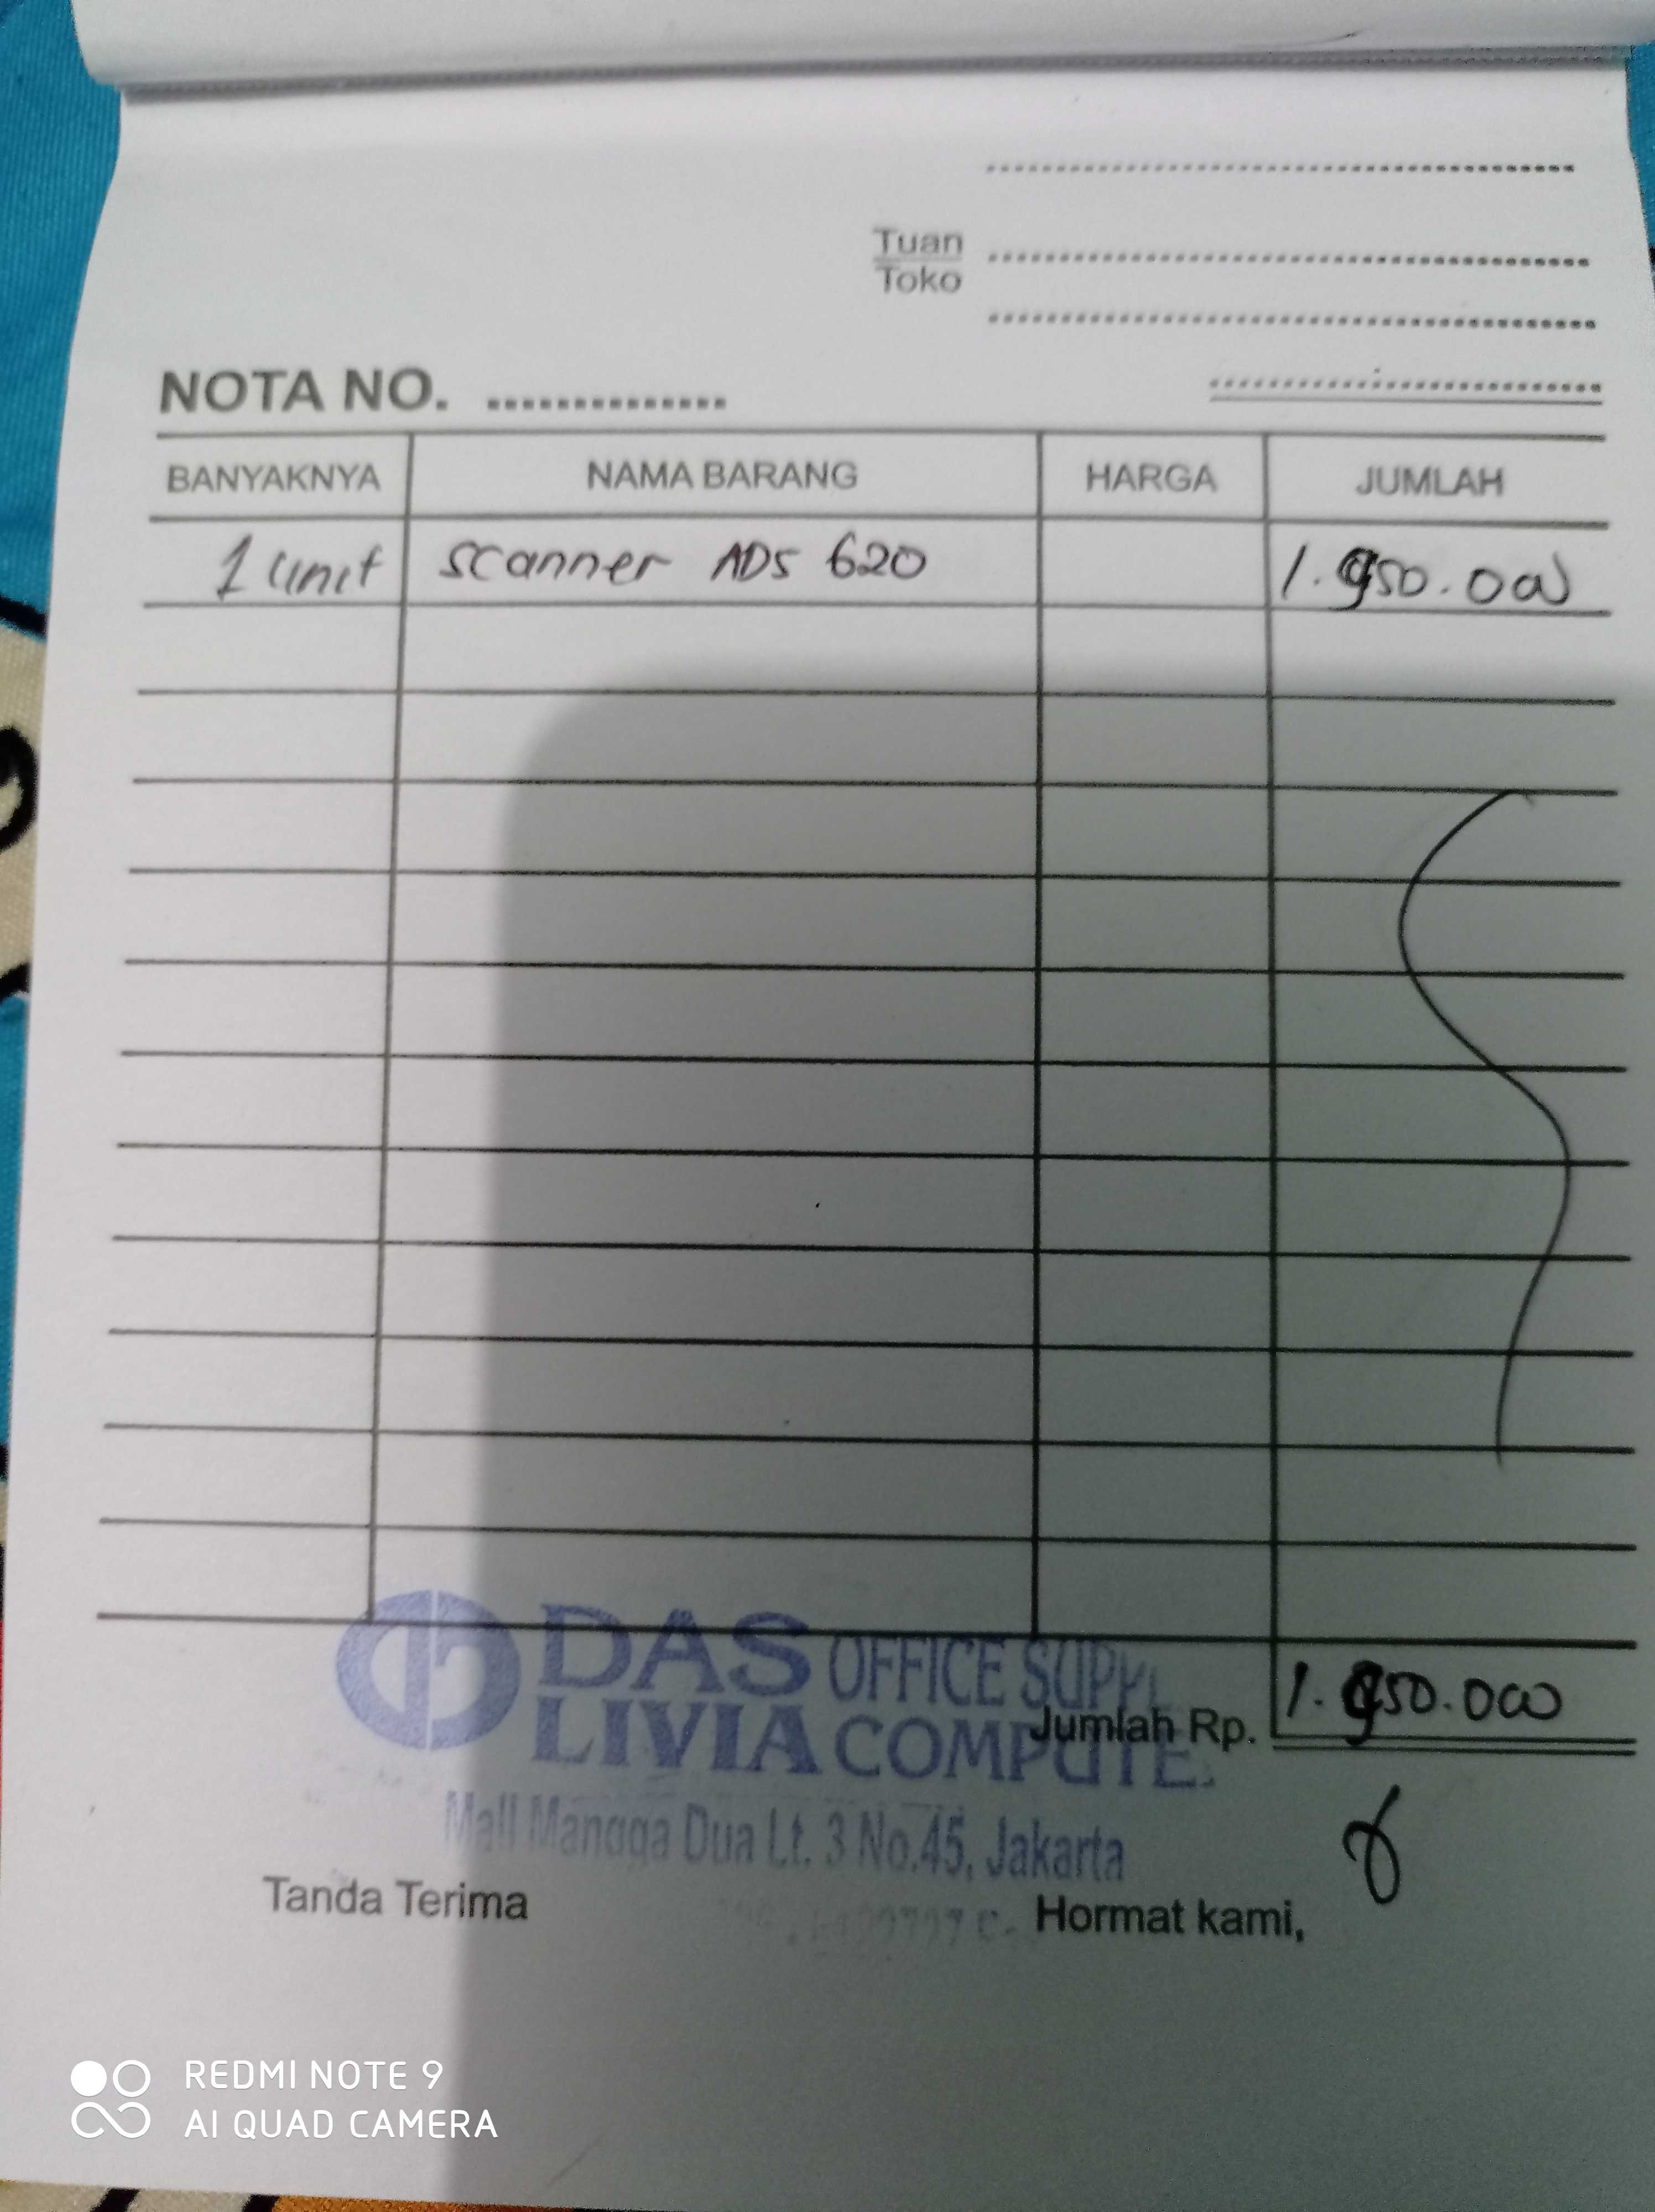 Tuan
Toko
NOTA NO. ..............
BANYAKNYA NAMA BARANG HARGA JUMLAH
1 unit scanner ADS 620 1.950.000
DAS OFFICE SUPPL
Jumlah Rp. 1.950.000
LIVIA COMPUTE
Mall Mangga Dua Lt. 3 No.45, Jakarta
Tanda Terima Hormat kami,
REDMI NOTE 9
AI QUAD CAMERA